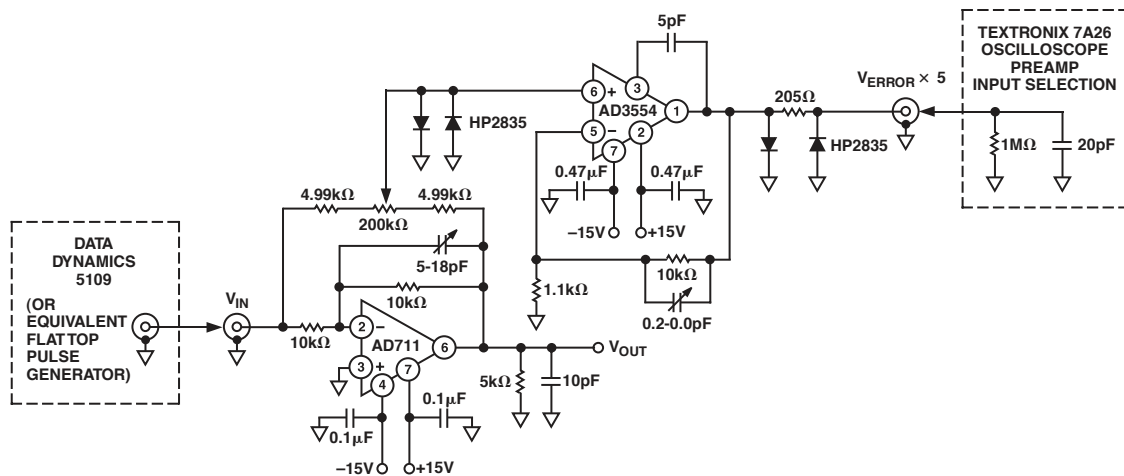 5pF
TEXTRONIX 7A26
OSCILLOSCOPE
PREAMP
INPUT SELECTION
VERROR × 5
6
+
3
AD3554
1
205Ω
5
−
2
7
HP2835
HP2835
1MΩ
20pF
0.47μF
0.47μF
4.99kΩ
4.99kΩ
200kΩ
−15V
+15V
DATA
DYNAMICS
5109
(OR
EQUIVALENT
FLAT TOP
PULSE
GENERATOR)
5-18pF
10kΩ
1.1kΩ
10kΩ
0.2-0.0pF
VIN
10kΩ
2
−
AD711
6
VOUT
3
+
7
4
5kΩ
10pF
0.1μF
0.1μF
−15V
+15V